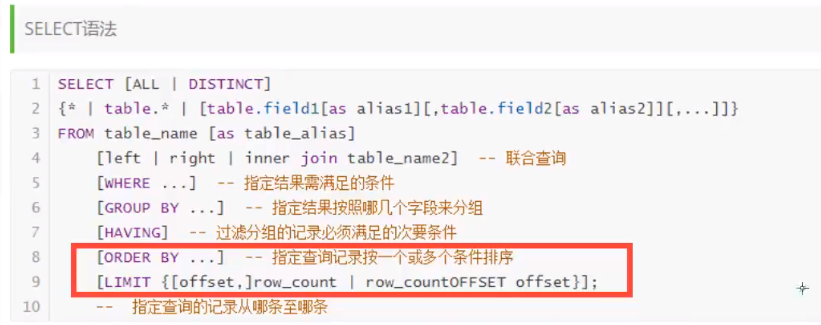 SELECT语法
1 SELECT [ALL | DISTINCT]
2 {* | table.* | [table.field1[as alias1][,table.field2[as alias2]][,...]]}
3 FROM table_name [as table_alias]
4 [left | right | inner join table_name2] -- 联合查询
5 [WHERE ...] -- 指定结果需满足的条件
6 [GROUP BY ...] -- 指定结果按照哪几个字段来分组
7 [HAVING] -- 过滤分组的记录必须满足的次要条件
8 [ORDER BY ...] -- 指定查询记录按一个或多个条件排序
9 [LIMIT {[offset,]row_count | row_countOFFSET offset}];
10 -- 指定查询的记录从哪条至哪条